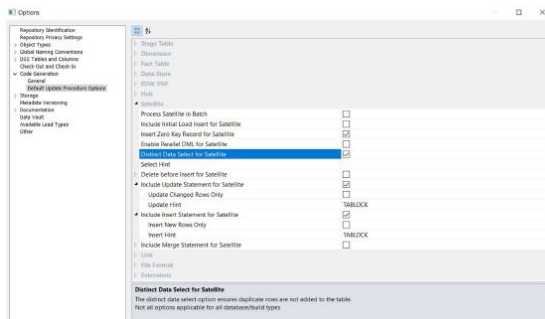 Options
Repository Identification
Repository Privacy Settings
Object Types
Global Naming Conventions
DSS Tables and Columns
Check-Out and Check-In
Code Generation
General
Default Update Procedure Options
Storage
Metadata Versioning
Documentation
Data Vault
Available Load Types
Other
Stage Table
Dimension
Fact Table
Data Store
EDW 3NF
Hub
Satellite
Process Satellite in Batch
Include Initial Load Insert for Satellite
Insert Zero Key Record for Satellite
Enable Parallel DML for Satellite
Distinct Data Select for Satellite
Select Hint
Delete before Insert for Satellite
Include Update Statement for Satellite
Update Changed Rows Only
Update Hint TABLOCK
Include Insert Statement for Satellite
Insert New Rows Only
Insert Hint TABLOCK
Include Merge Statement for Satellite
Link
File Format
Extensions
Distinct Data Select for Satellite
The distinct data select option ensures duplicate rows are not added to the table.
Not all options applicable for all database/build types